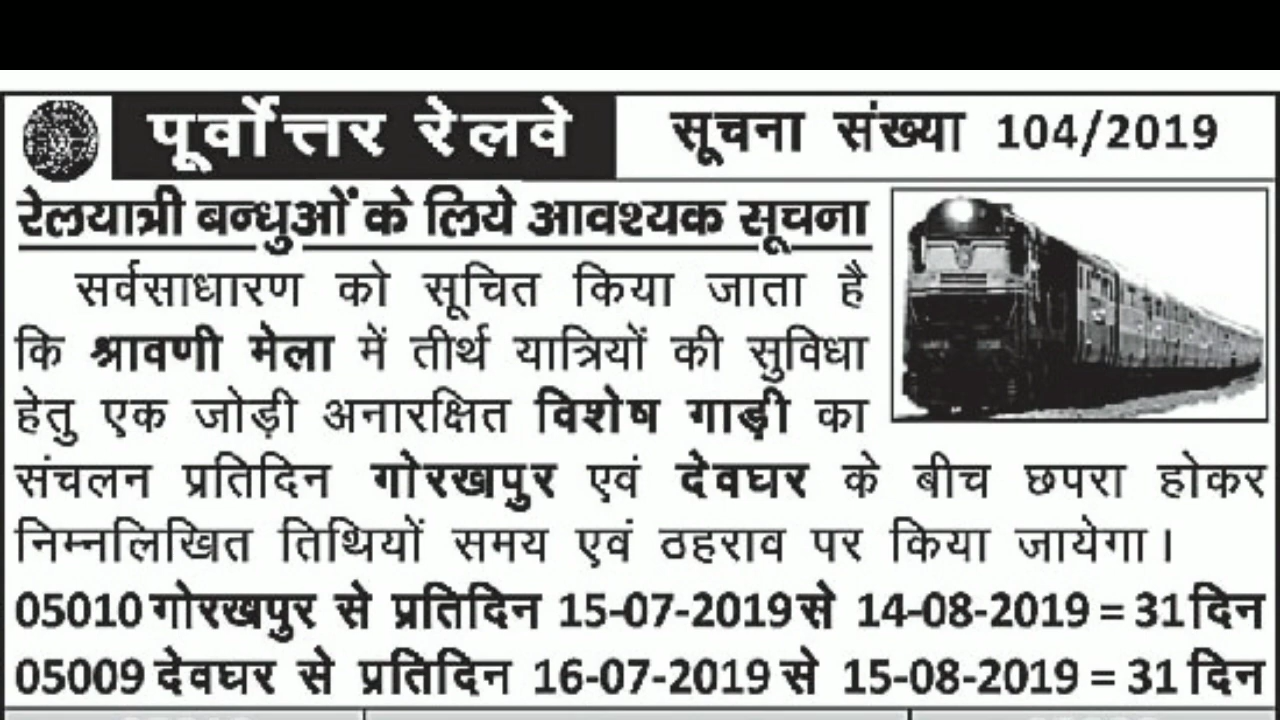 पूर्वोत्तर रेलवे सूचना संख्या 104/2019
रेलयात्री बन्धुओं के लिये आवश्यक सूचना
सर्वसाधारण को सूचित किया जाता है
कि श्रावणी मेला में तीर्थ यात्रियों की सुविधा
हेतु एक जोड़ी अनारक्षित विशेष गाड़ी का
संचलन प्रतिदिन गोरखपुर एवं देवघर के बीच छपरा होकर
निम्नलिखित तिथियों समय एवं ठहराव पर किया जायेगा।
05010 गोरखपुर से प्रतिदिन 15-07-2019 से 14-08-2019 = 31 दिन
05009 देवघर से प्रतिदिन 16-07-2019 से 15-08-2019 = 31 दिन